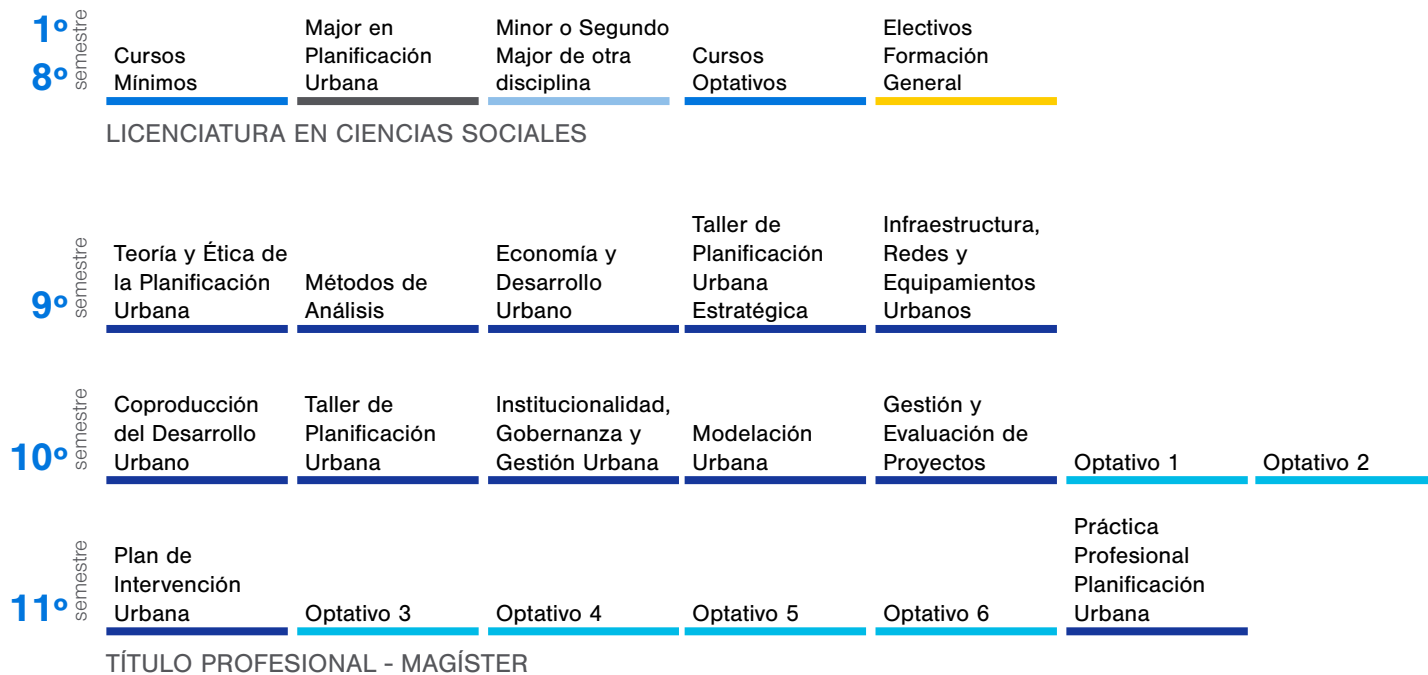 1º
8º
semestre
Cursos
Mínimos
Major en
Planificación
Urbana
Minor o Segundo
Major de otra
disciplina
Cursos
Optativos
Electivos
Formación
General
LICENCIATURA EN CIENCIAS SOCIALES
9º
semestre
Teoría y Ética de
la Planificación
Urbana
Métodos de
Análisis
Economía y
Desarrollo
Urbano
Taller de
Planificación
Urbana
Estratégica
Infraestructura,
Redes y
Equipamientos
Urbanos
10º
semestre
Coproducción
del Desarrollo
Urbano
Taller de
Planificación
Urbana
Institucionalidad,
Gobernanza y
Gestión Urbana
Modelación
Urbana
Gestión y
Evaluación de
Proyectos
Optativo 1
Optativo 2
11º
semestre
Plan de
Intervención
Urbana
Optativo 3
Optativo 4
Optativo 5
Optativo 6
Práctica
Profesional
Planificación
Urbana
TÍTULO PROFESIONAL - MAGÍSTER